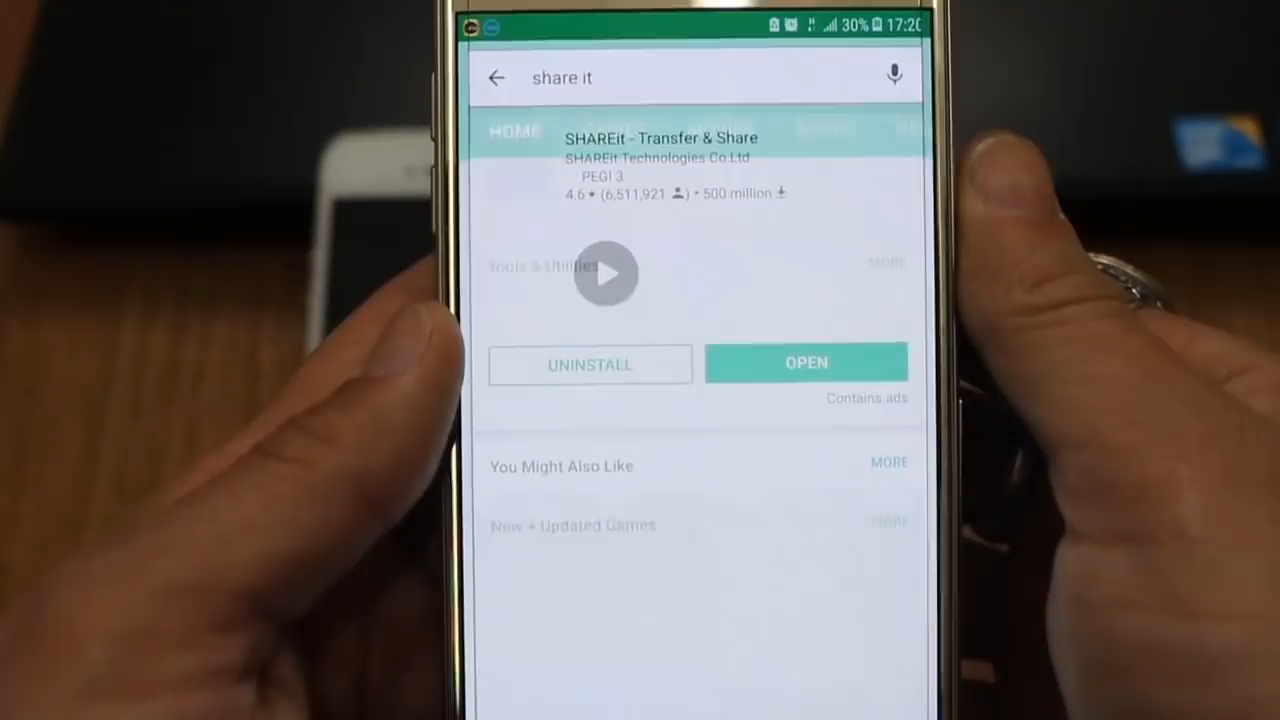 30% 17:20
share it
HOME
SHAREit - Transfer & Share
SHAREit Technologies Co.Ltd
PEGI 3
4.6 ★ (6,511,921 ) • 500 million
Tools & Utilities MORE
UNINSTALL OPEN
Contains ads
You Might Also Like MORE
New + Updated Games MORE